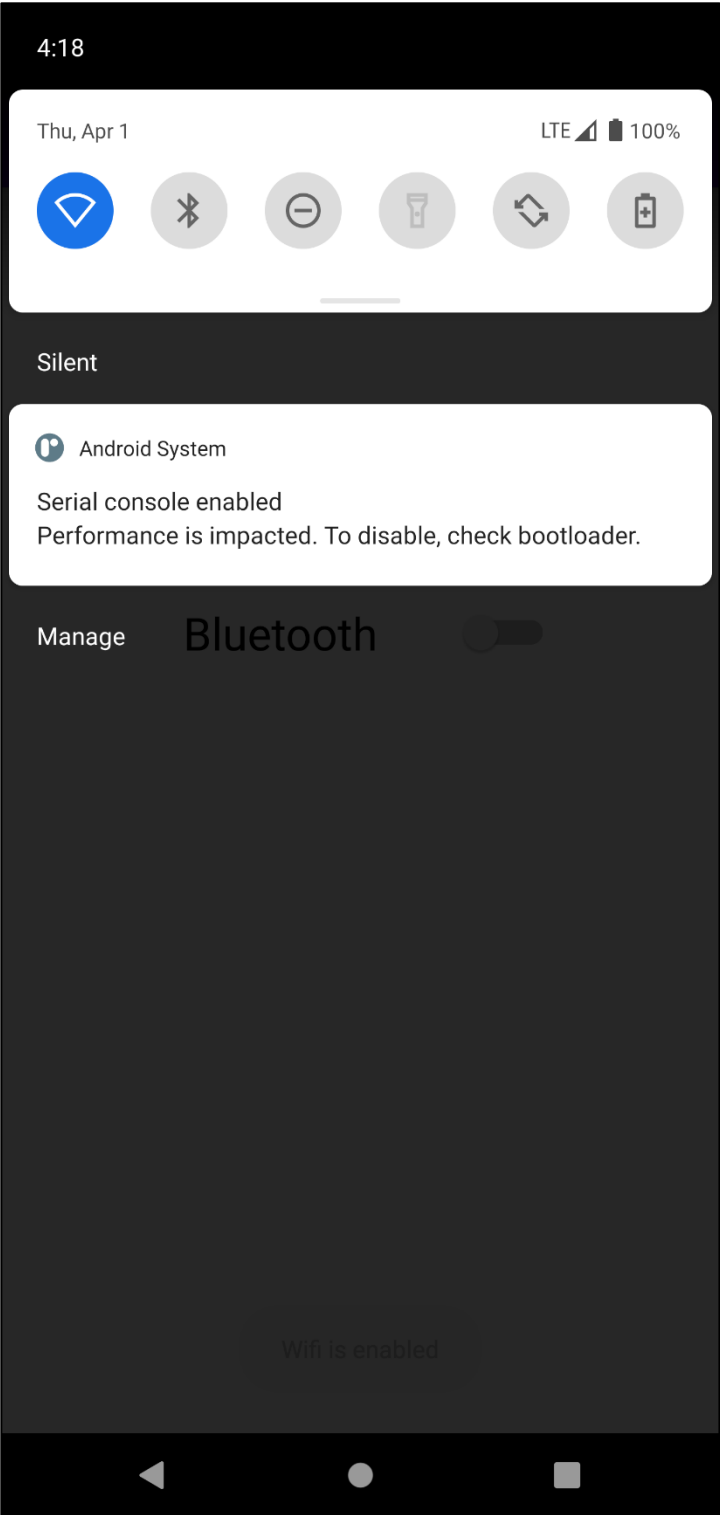 4:18
Thu, Apr 1
LTE 100%
Silent
Android System
Serial console enabled
Performance is impacted. To disable, check bootloader.
Manage
Bluetooth
Wifi is enabled